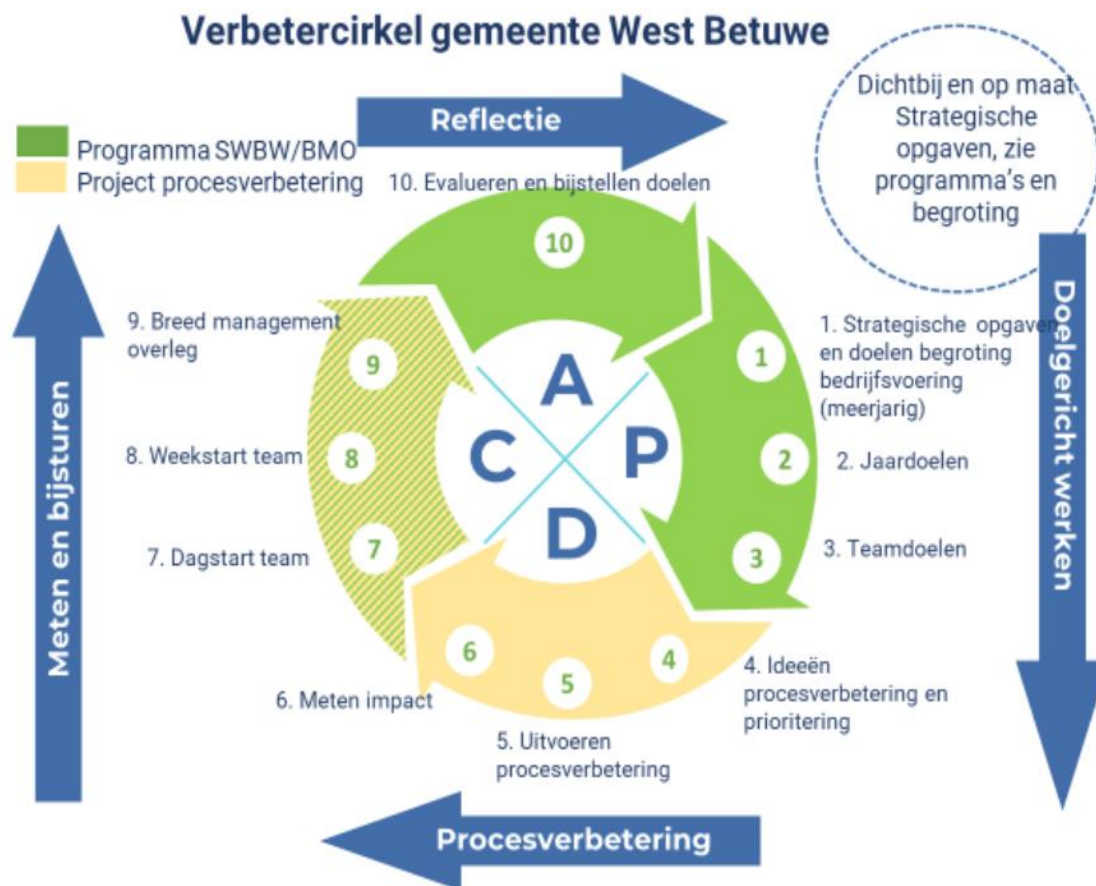 Verbetercirkel gemeente West Betuwe
Reflectie
Dichtbij en op maat
Strategische
opgaven, zie
programma's en
begroting
Programma SWBW/BMO
Project procesverbetering
10. Evalueren en bijstellen doelen
10
9. Breed management
overleg
9
8. Weekstart team
8
7. Dagstart team
7
A
C
P
D
1
1. Strategische opgaven
en doelen begroting
bedrijfsvoering
(meerjarig)
2
2. Jaardoelen
3
3. Teamdoelen
Doelgericht werken
Meten en bijsturen
6
5
4
6. Meten impact
4. Ideeën
procesverbetering en
prioritering
5. Uitvoeren
procesverbetering
Procesverbetering